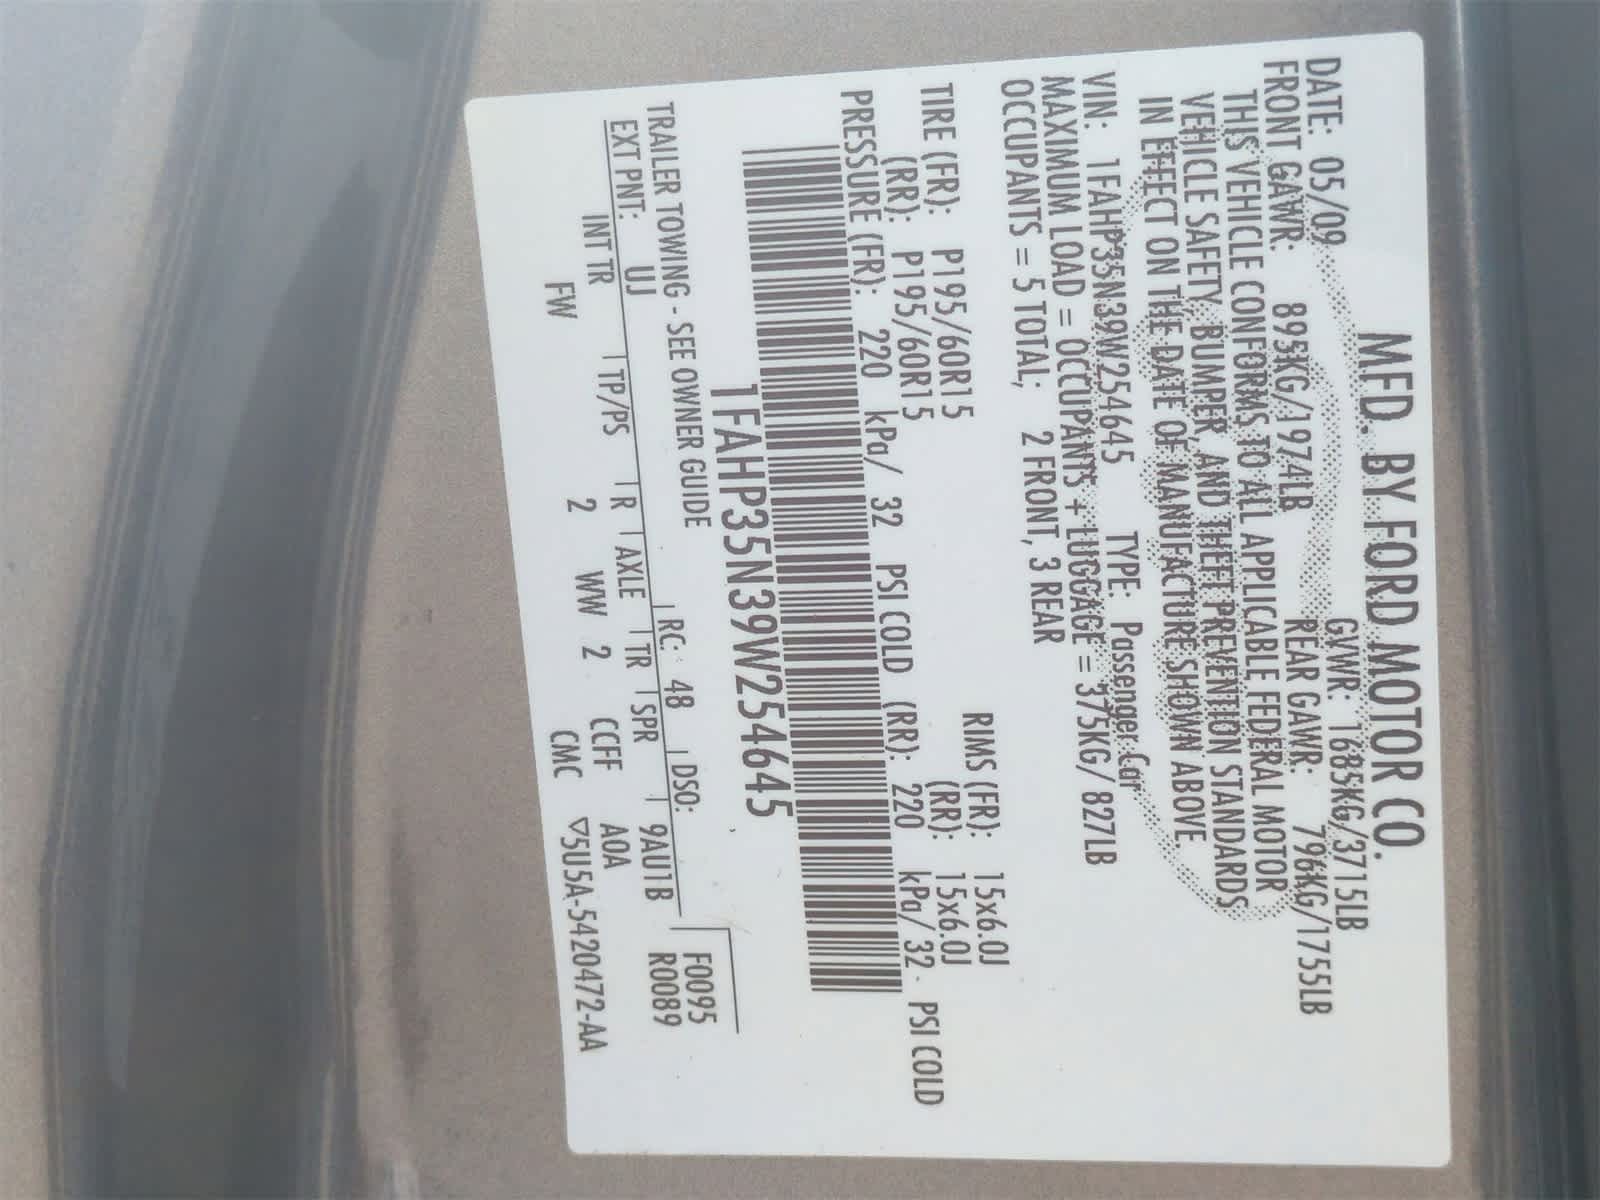 MFD. BY FORD MOTOR CO.
DATE: 05/09 GVWR: 1685KG/3715LB
FRONT GAWR: 895KG/1974LB REAR GAWR: 796KG/1755LB
THIS VEHICLE CONFORMS TO ALL APPLICABLE FEDERAL MOTOR
VEHICLE SAFETY, BUMPER, AND THEFT PREVENTION STANDARDS
IN EFFECT ON THE DATE OF MANUFACTURE SHOWN ABOVE.
VIN: 1FAHP35N39W254645 TYPE: Passenger Car
MAXIMUM LOAD = OCCUPANTS + LUGGAGE = 375KG/ 827LB
OCCUPANTS = 5 TOTAL; 2 FRONT, 3 REAR
TIRE (FR): P195/60R15 RIMS (FR): 15x6.0J
(RR): P195/60R15 (RR): 15x6.0J
PRESSURE (FR): 220 kPa/ 32 PSI COLD (RR): 220 kPa/ 32 PSI COLD
1FAHP35N39W254645
TRAILER TOWING - SEE OWNER GUIDE
F0095
R0089
EXT PNT: UJ RC: 48 DSO:
INT TR TP/PS R AXLE TR SPR 9AU1B
FW 2 WW 2 CCFF AOA
CMC ▽5U5A-5420472-AA